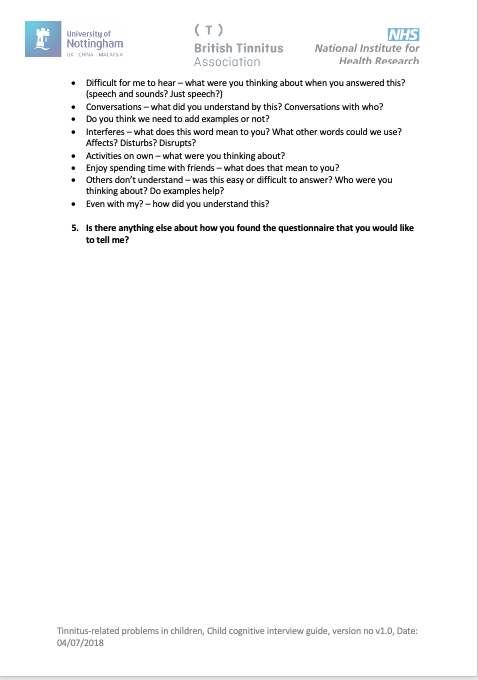 University of
Nottingham
UK | CHINA | MALAYSIA
( T )
British Tinnitus
Association
NHS
National Institute for
Health Research
• Difficult for me to hear – what were you thinking about when you answered this?
(speech and sounds? Just speech?)
• Conversations – what did you understand by this? Conversations with who?
• Do you think we need to add examples or not?
• Interferes – what does this word mean to you? What other words could we use?
Affects? Disturbs? Disrupts?
• Activities on own – what were you thinking about?
• Enjoy spending time with friends – what does that mean to you?
• Others don’t understand – was this easy or difficult to answer? Who were you
thinking about? Do examples help?
• Even with my? – how did you understand this?
5. Is there anything else about how you found the questionnaire that you would like
to tell me?
Tinnitus-related problems in children, Child cognitive interview guide, version no v1.0, Date:
04/07/2018